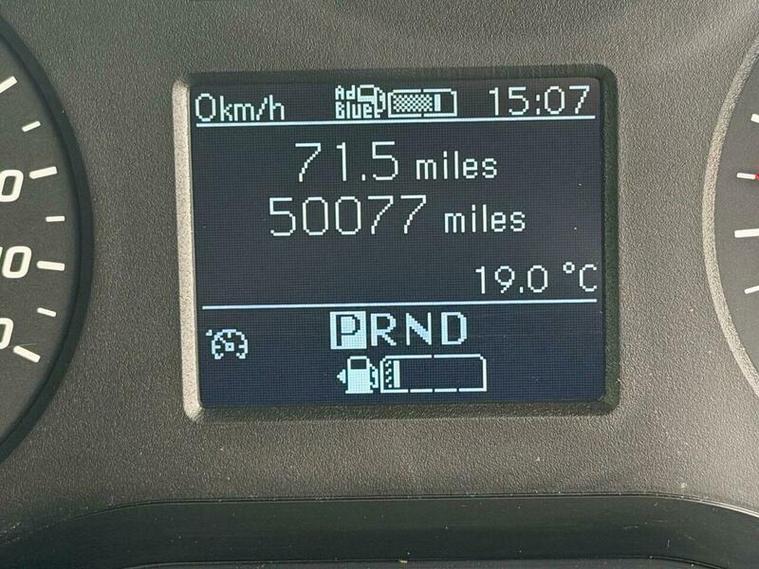 0km/h AdBlue 15:07
71.5 miles
50077 miles
19.0 °C
PRND